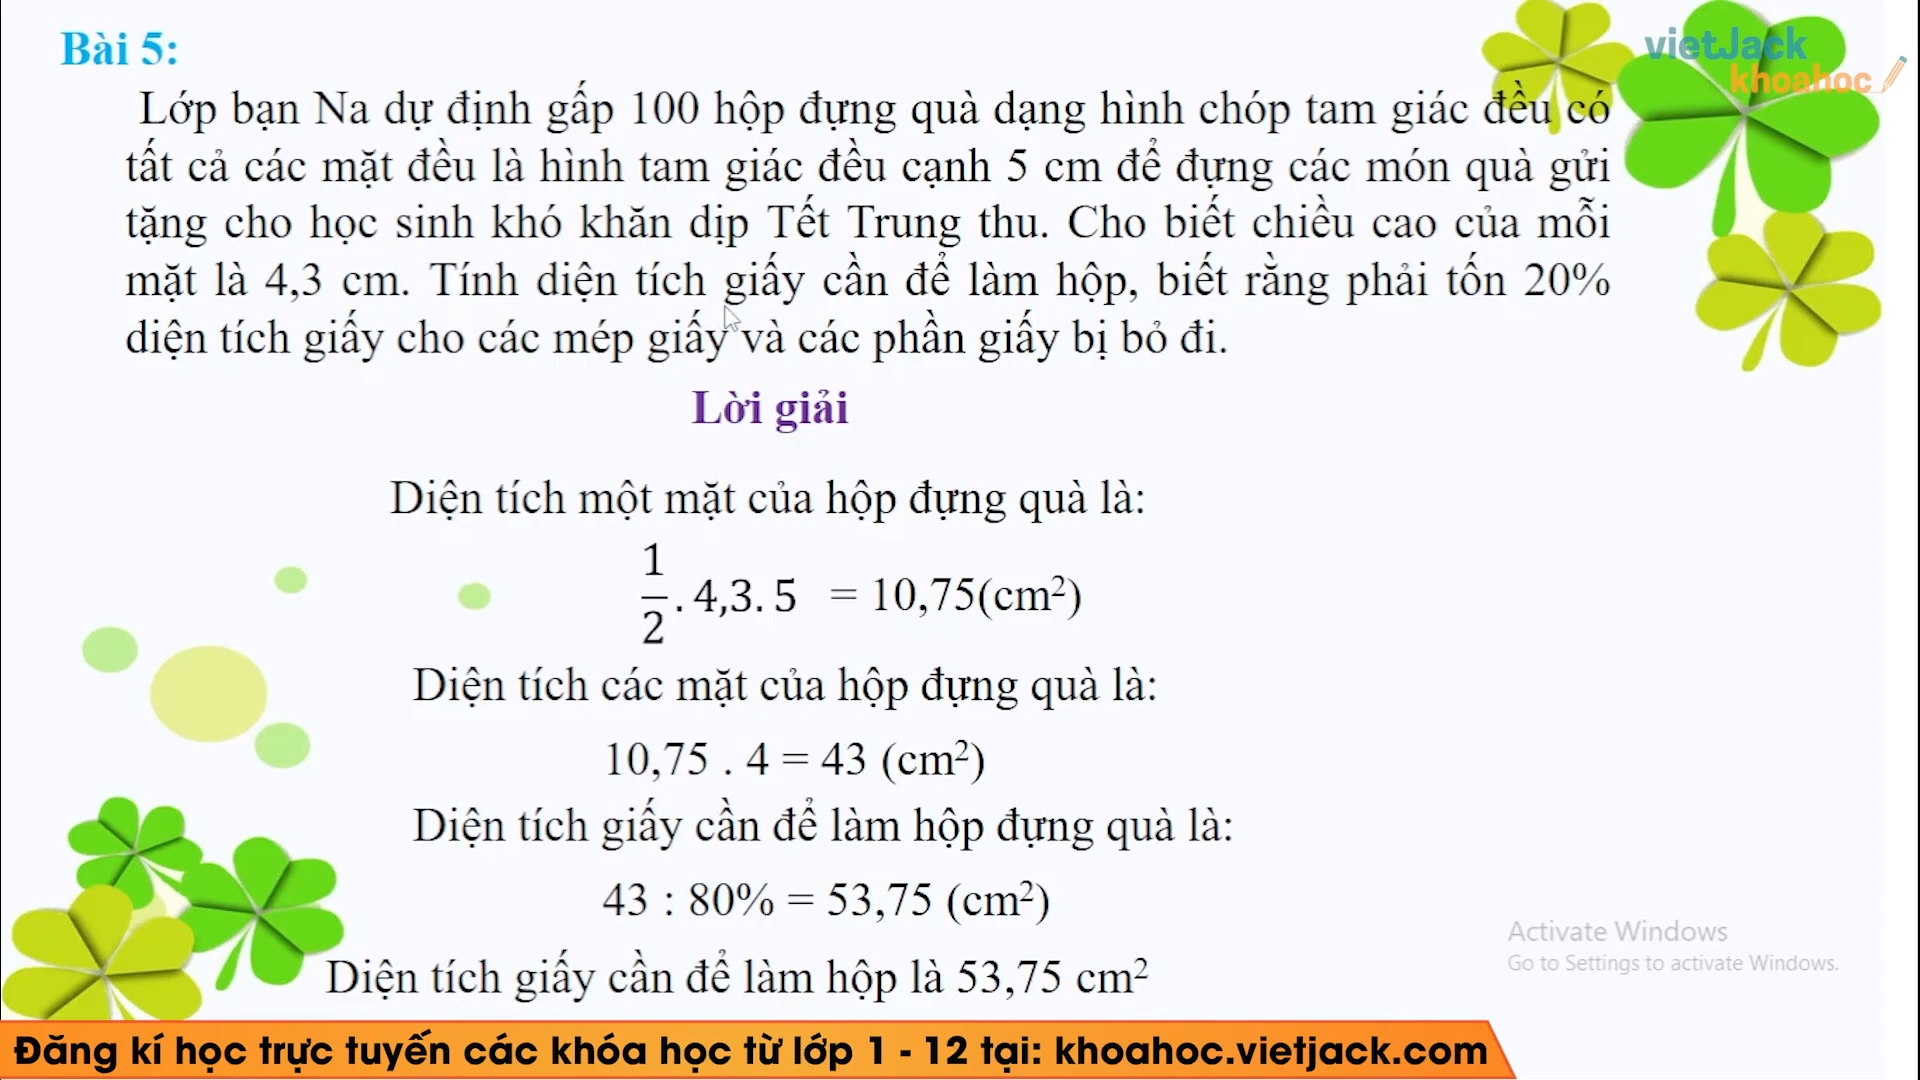 Bài 5:
vietJack
khoahoc
Lớp bạn Na dự định gấp 100 hộp đựng quà dạng hình chóp tam giác đều có
tất cả các mặt đều là hình tam giác đều cạnh 5 cm để đựng các món quà gửi
tặng cho học sinh khó khăn dịp Tết Trung thu. Cho biết chiều cao của mỗi
mặt là 4,3 cm. Tính diện tích giấy cần để làm hộp, biết rằng phải tốn 20%
diện tích giấy cho các mép giấy và các phần giấy bị bỏ đi.
Lời giải
Diện tích một mặt của hộp đựng quà là:
1/2 . 4,3. 5 = 10,75(cm²)
Diện tích các mặt của hộp đựng quà là:
10,75 . 4 = 43 (cm²)
Diện tích giấy cần để làm hộp đựng quà là:
43 : 80% = 53,75 (cm²)
Diện tích giấy cần để làm hộp là 53,75 cm²
Activate Windows
Go to Settings to activate Windows.
Đăng kí học trực tuyến các khóa học từ lớp 1 - 12 tại: khoahoc.vietjack.com